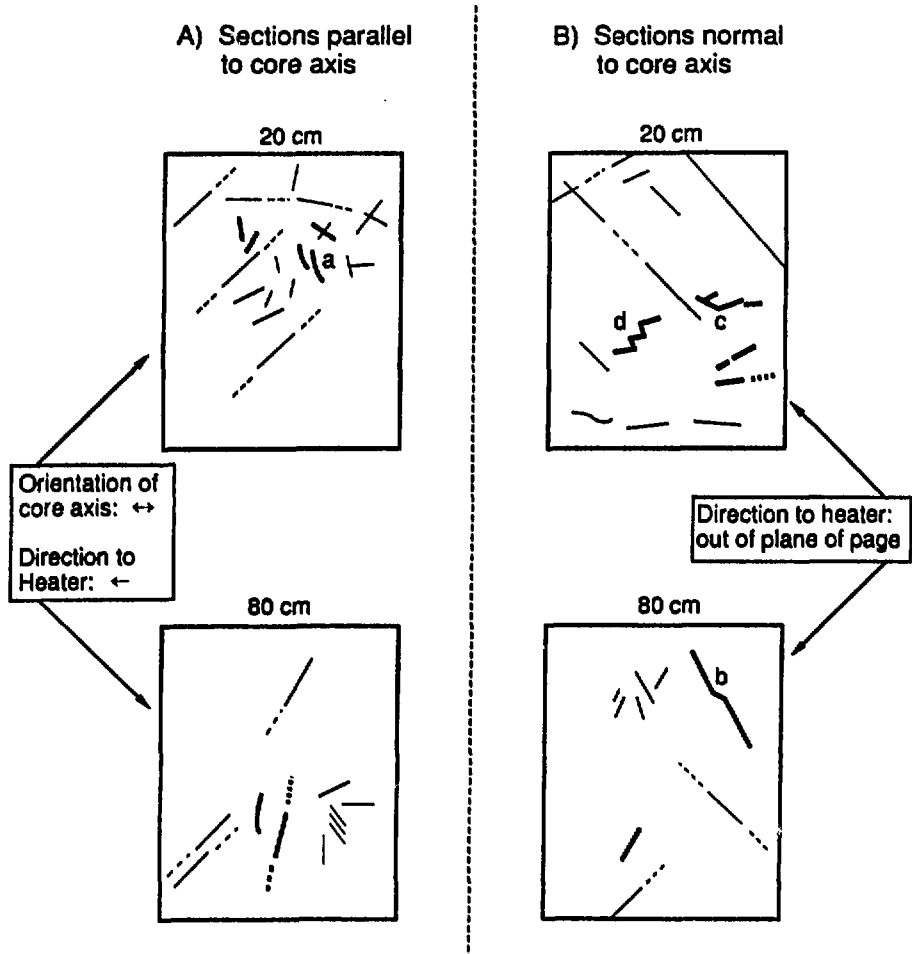 A) Sections parallel
to core axis
B) Sections normal
to core axis
20 cm
20 cm
a
d
c
Orientation of
core axis: ↔
Direction to
Heater: ←
Direction to heater:
out of plane of page
80 cm
80 cm
b